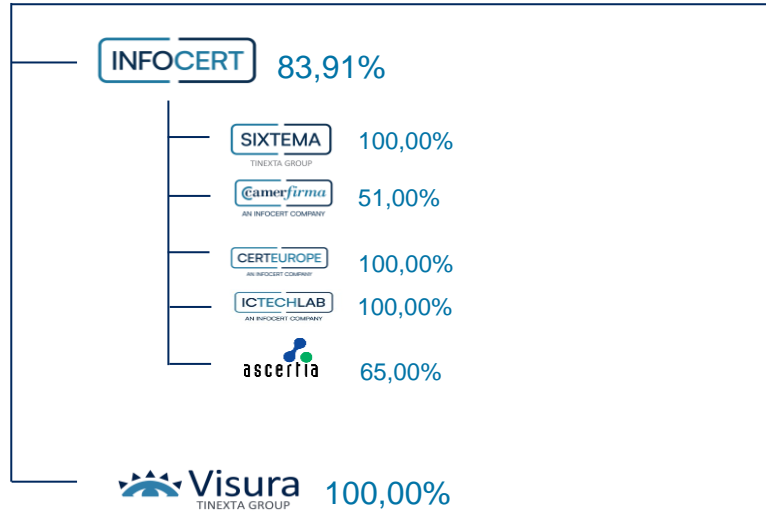 INFOCERT 83,91%
SIXTEMA 100,00%
TINEXTA GROUP
Camerfirma 51,00%
AN INFOCERT COMPANY
CERTEUROPE 100,00%
AN INFOCERT COMPANY
ICTECHLAB 100,00%
AN INFOCERT COMPANY
ascertia 65,00%
Visura 100,00%
TINEXTA GROUP